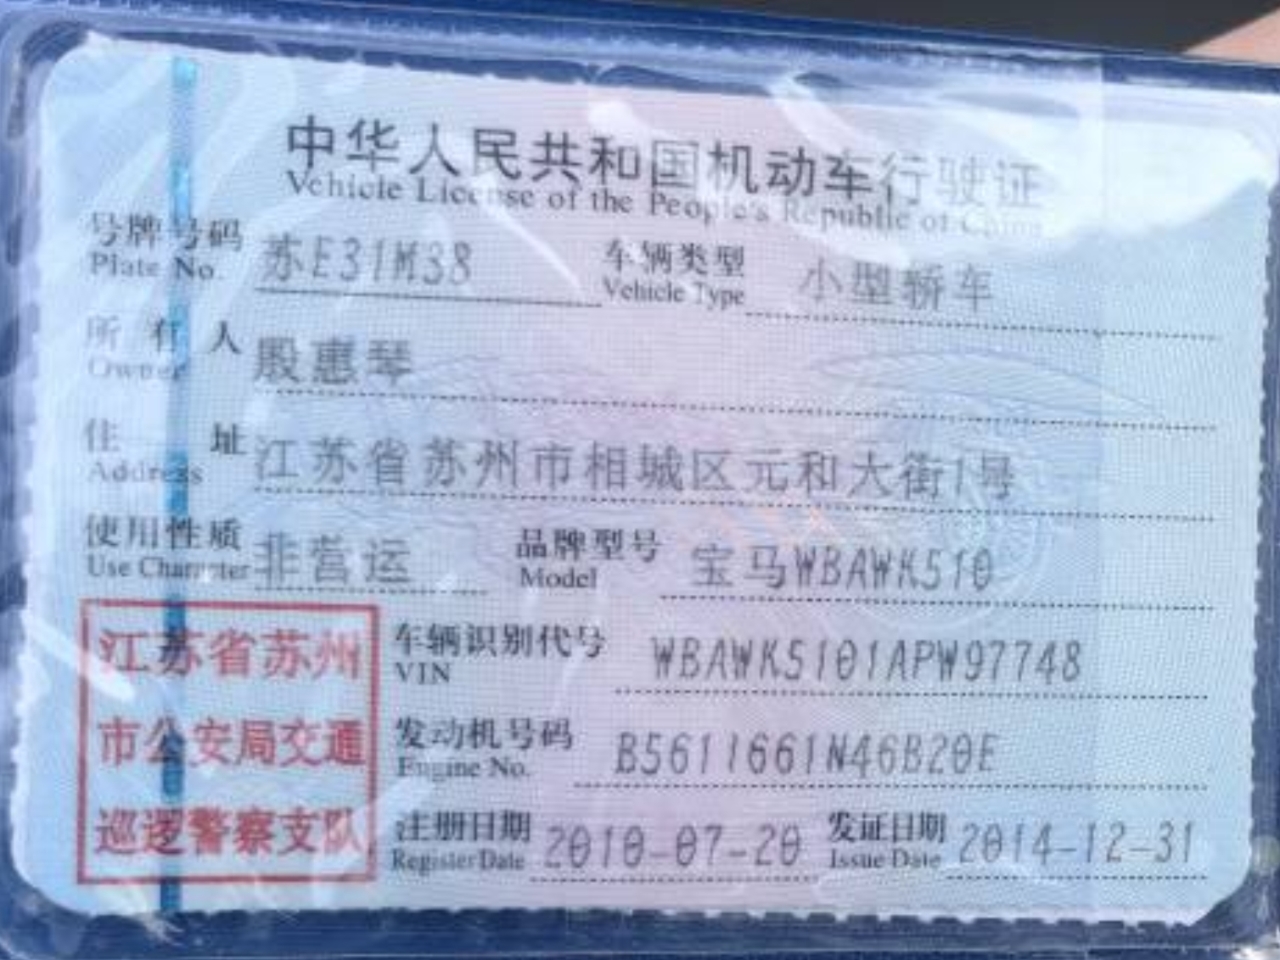 中华人民共和国机动车行驶证
Vehicle License of the People's Republic of China
号牌号码 苏E31M38 车辆类型 小型轿车
Plate No. Vehicle Type
所有人 殷惠琴
Owner
住址 江苏省苏州市相城区元和大街1号
Address
使用性质 非营运 品牌型号 宝马WBAWK510
Use Character Model
江苏省苏州 车辆识别代号 WBAWK5101APW97748
VIN
市公安局交通 发动机号码 B5611661N46B20E
Engine No.
巡逻警察支队 注册日期 2010-07-20 发证日期 2014-12-31
Register Date Issue Date